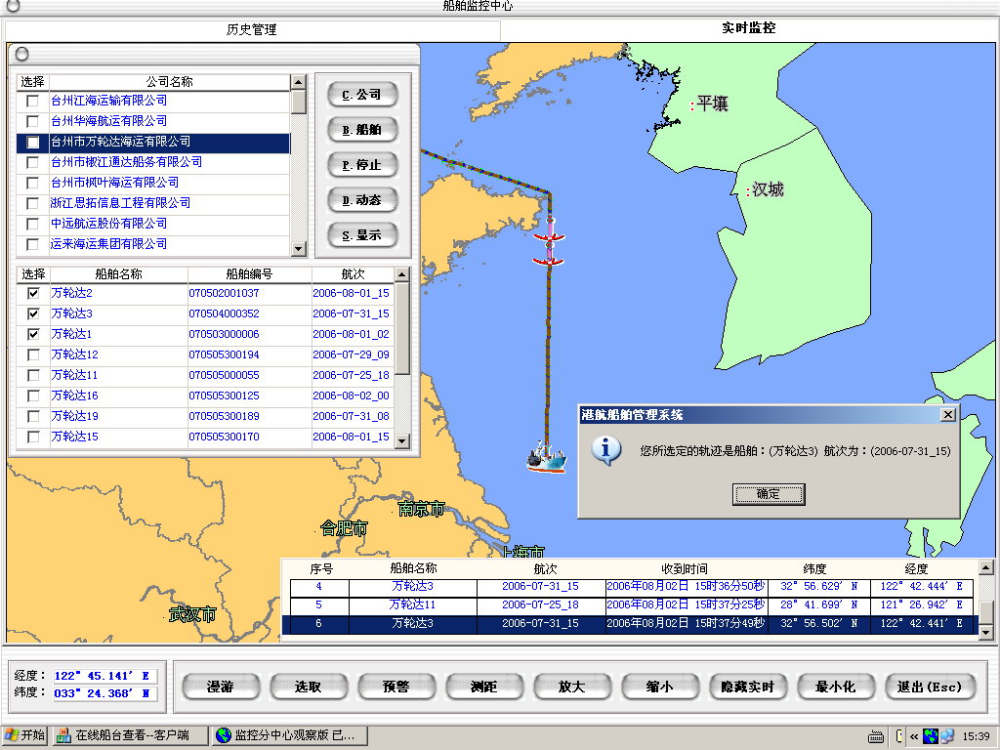 船舶监控中心
历史管理 实时监控
选择 公司名称
台州江海运输有限公司
台州华海航运有限公司
台州市万轮达海运有限公司
台州市椒江通达船务有限公司
台州市枫叶海运有限公司
浙江思拓信息工程有限公司
中远航运股份有限公司
运来海运集团有限公司
C.公司
B.船舶
P.停止
D.动态
S.显示
选择 船舶名称 船舶编号 航次
万轮达2 070502001037 2006-08-01_15
万轮达3 070504000352 2006-07-31_15
万轮达1 070503000006 2006-08-01_02
万轮达12 070505300194 2006-07-29_09
万轮达11 070505000055 2006-07-25_18
万轮达16 070505300125 2006-08-02_00
万轮达19 070505300189 2006-07-31_08
万轮达15 070505300170 2006-08-01_15
平壤
汉城
港航船舶管理系统
您所选定的轨迹是船舶：(万轮达3) 航次为：(2006-07-31_15)
确定
南京市
合肥市
上海市
武汉市
序号 船舶名称 航次 收到时间 纬度 经度
4 万轮达3 2006-07-31_15 2006年08月02日 15时36分50秒 32° 56.629' N 122° 42.444' E
5 万轮达11 2006-07-25_18 2006年08月02日 15时37分25秒 28° 41.699' N 121° 26.942' E
6 万轮达3 2006-07-31_15 2006年08月02日 15时37分49秒 32° 56.502' N 122° 42.441' E
经度： 122° 45.141' E
纬度： 033° 24.368' N
漫游 选取 预警 测距 放大 缩小 隐藏实时 最小化 退出(Esc)
开始 在线船台查看--客户端 监控分中心观察版 已... « 15:39